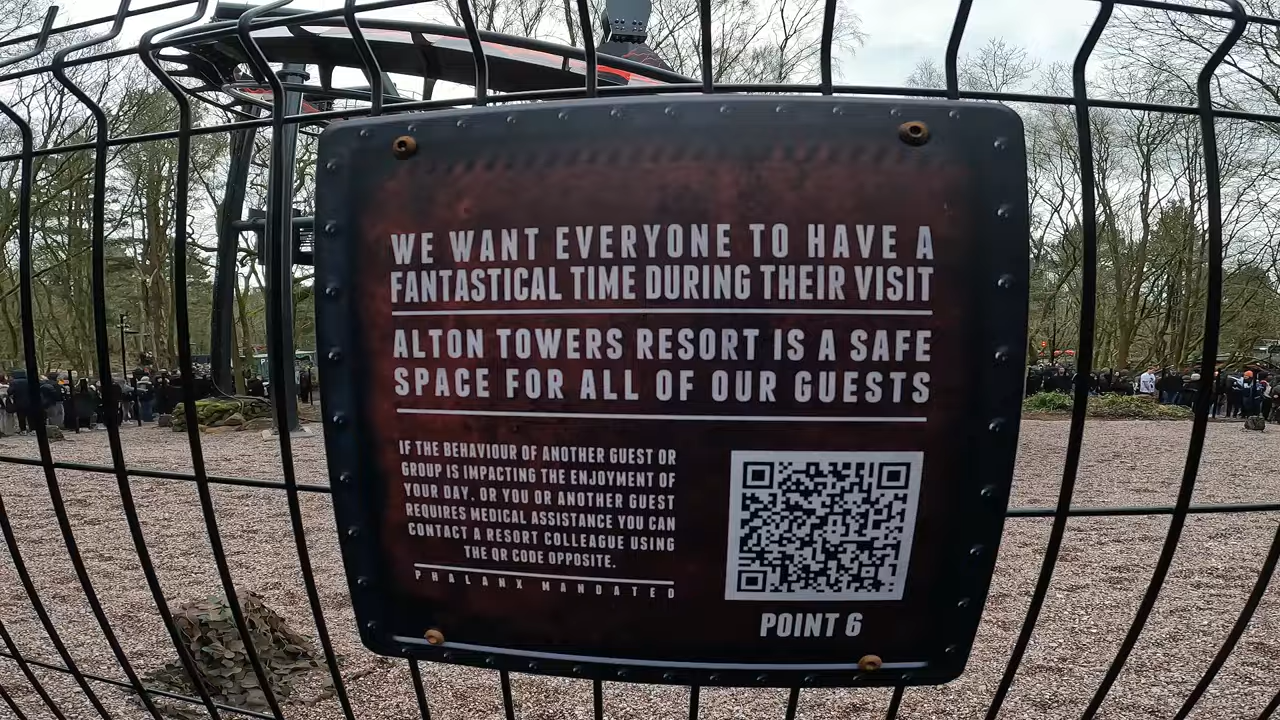 WE WANT EVERYONE TO HAVE A
FANTASTICAL TIME DURING THEIR VISIT
ALTON TOWERS RESORT IS A SAFE
SPACE FOR ALL OF OUR GUESTS
IF THE BEHAVIOUR OF ANOTHER GUEST OR
GROUP IS IMPACTING THE ENJOYMENT OF
YOUR DAY, OR YOU OR ANOTHER GUEST
REQUIRES MEDICAL ASSISTANCE YOU CAN
CONTACT A RESORT COLLEAGUE USING
THE QR CODE OPPOSITE.
PHALANX MANDATED
POINT 6